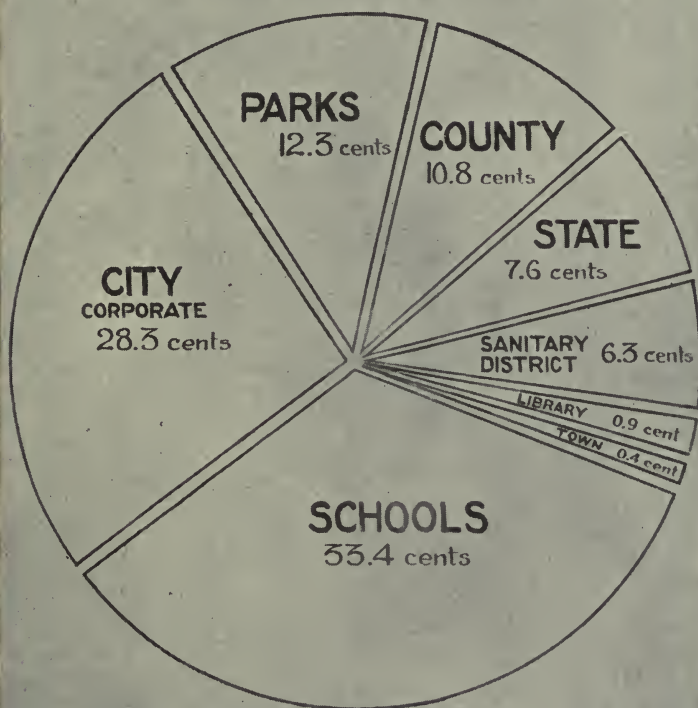 PARKS
12.3 cents
COUNTY
10.8 cents
STATE
7.6 cents
SANITARY
DISTRICT 6.3 cents
LIBRARY 0.9 cent
TOWN 0.4 cent
SCHOOLS
33.4 cents
CITY
CORPORATE
28.3 cents